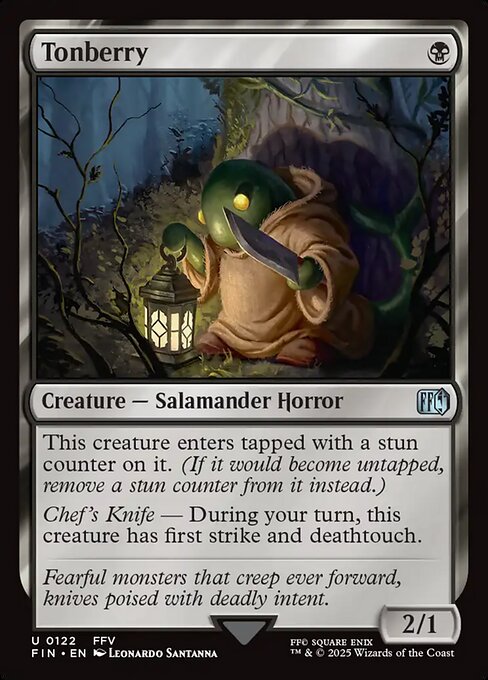 Tonberry
Creature — Salamander Horror
FFV
This creature enters tapped with a stun
counter on it. (If it would become untapped,
remove a stun counter from it instead.)
Chef's Knife — During your turn, this
creature has first strike and deathtouch.
Fearful monsters that creep ever forward,
knives poised with deadly intent.
2/1
U 0122 FFV
FIN • EN Leonardo Santanna
FF© SQUARE ENIX
™ & © 2025 Wizards of the Coast